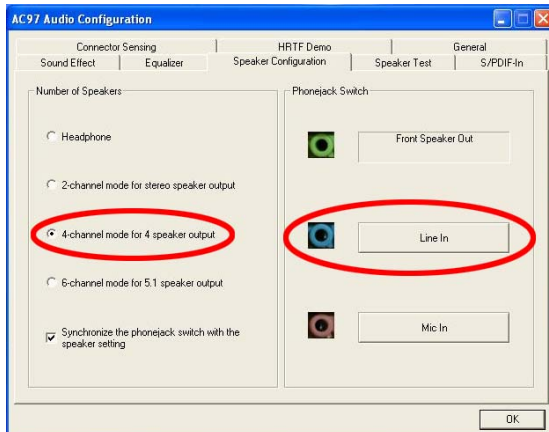 AC97 Audio Configuration
Connector Sensing
HRTF Demo
General
Sound Effect
Equalizer
Speaker Configuration
Speaker Test
S/PDIF-In
Number of Speakers
Headphone
2-channel mode for stereo speaker output
4-channel mode for 4 speaker output
6-channel mode for 5.1 speaker output
Synchronize the phonejack switch with the
speaker setting
Phonejack Switch
Front Speaker Out
Line In
Mic In
OK